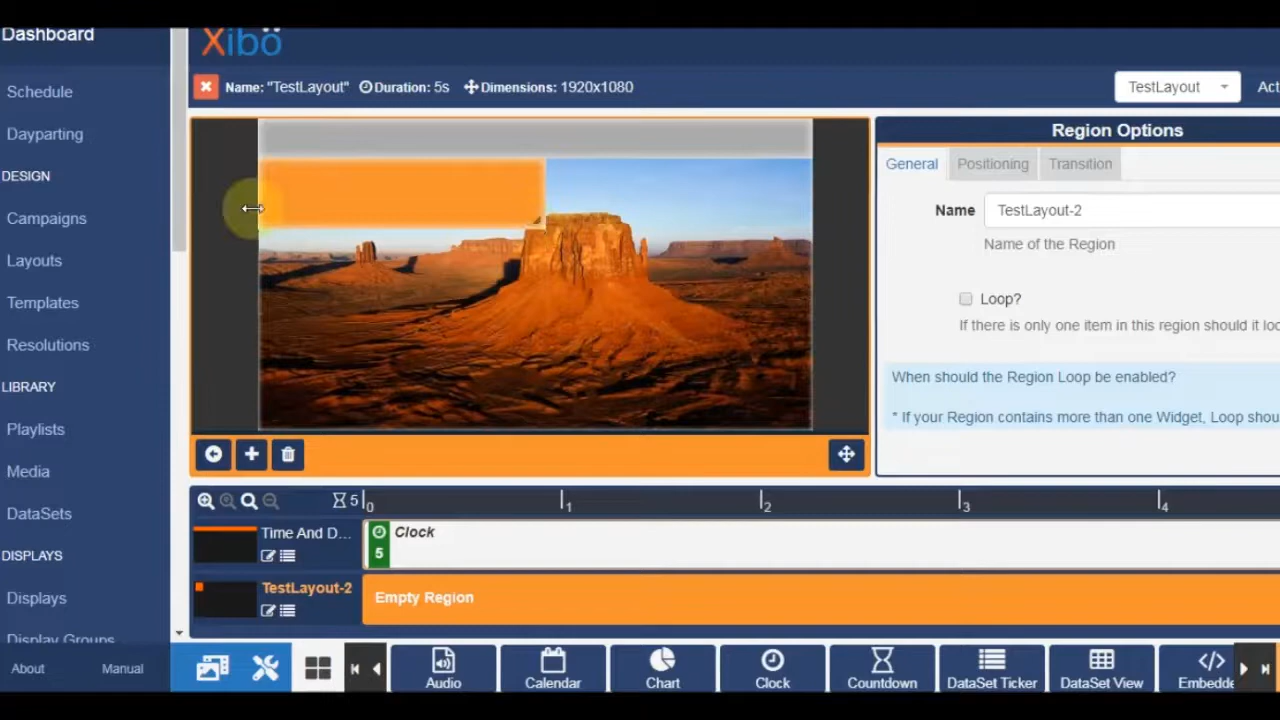 Dashboard
Schedule
Dayparting
DESIGN
Campaigns
Layouts
Templates
Resolutions
LIBRARY
Playlists
Media
DataSets
DISPLAYS
Displays
Display Groups
About Manual
Xibo
Name: "TestLayout" Duration: 5s Dimensions: 1920x1080
TestLayout
Region Options
General Positioning Transition
Name TestLayout-2
Name of the Region
Loop?
If there is only one item in this region should it loo
When should the Region Loop be enabled?
* If your Region contains more than one Widget, Loop shou
5 0 1 2 3 4
Time And D...
Clock
5
TestLayout-2
Empty Region
Audio Calendar Chart Clock Countdown DataSet Ticker DataSet View Embedde